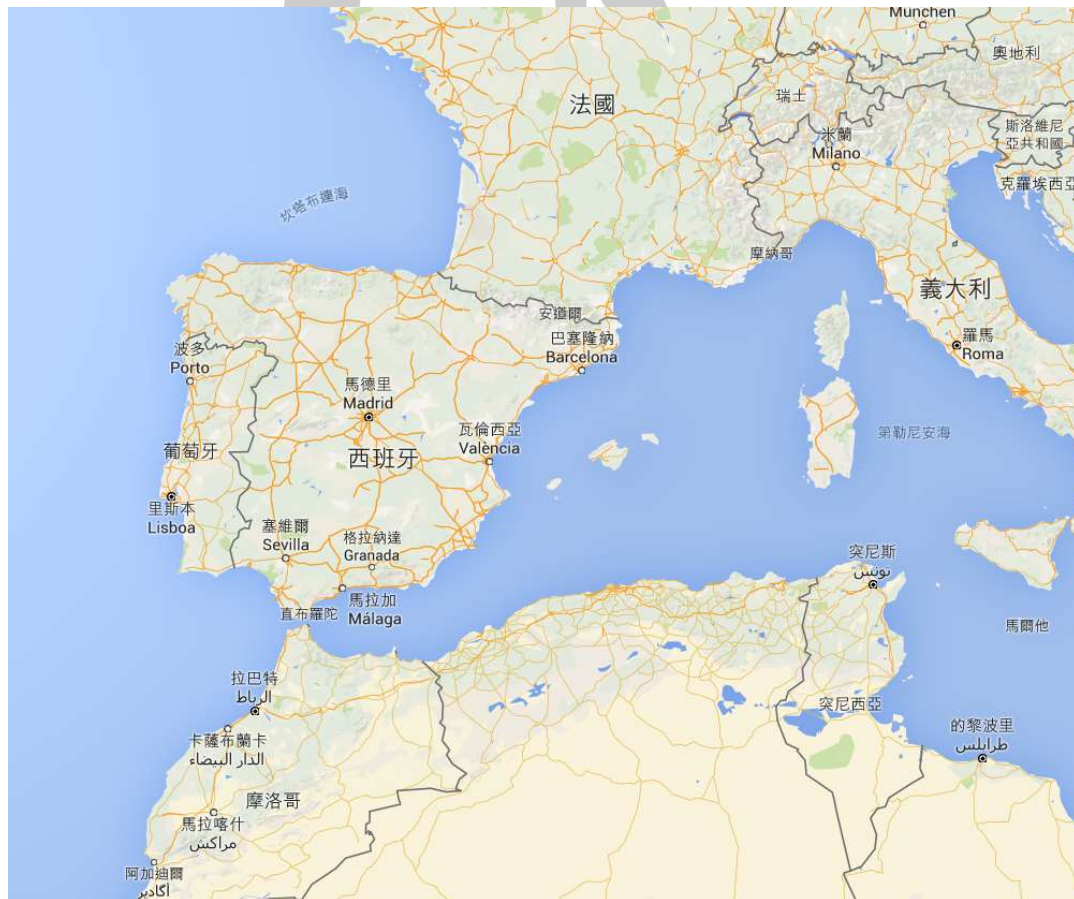 München
奧地利
法國
瑞士
斯洛維尼
亞共和國
米蘭
Milano
克羅埃西亞
坎塔布連海
摩納哥
義大利
安道爾
巴塞隆納
Barcelona
羅馬
Roma
波多
Porto
馬德里
Madrid
瓦倫西亞
València
第勒尼安海
葡萄牙
西班牙
里斯本
Lisboa
塞維爾
Sevilla
格拉納達
Granada
突尼斯
تونس
直布羅陀
馬拉加
Málaga
馬爾他
拉巴特
الرباط
突尼西亞
的黎波里
طرابلس
卡薩布蘭卡
الدار البيضاء
摩洛哥
馬拉喀什
مراكش
阿加迪爾
أكادير